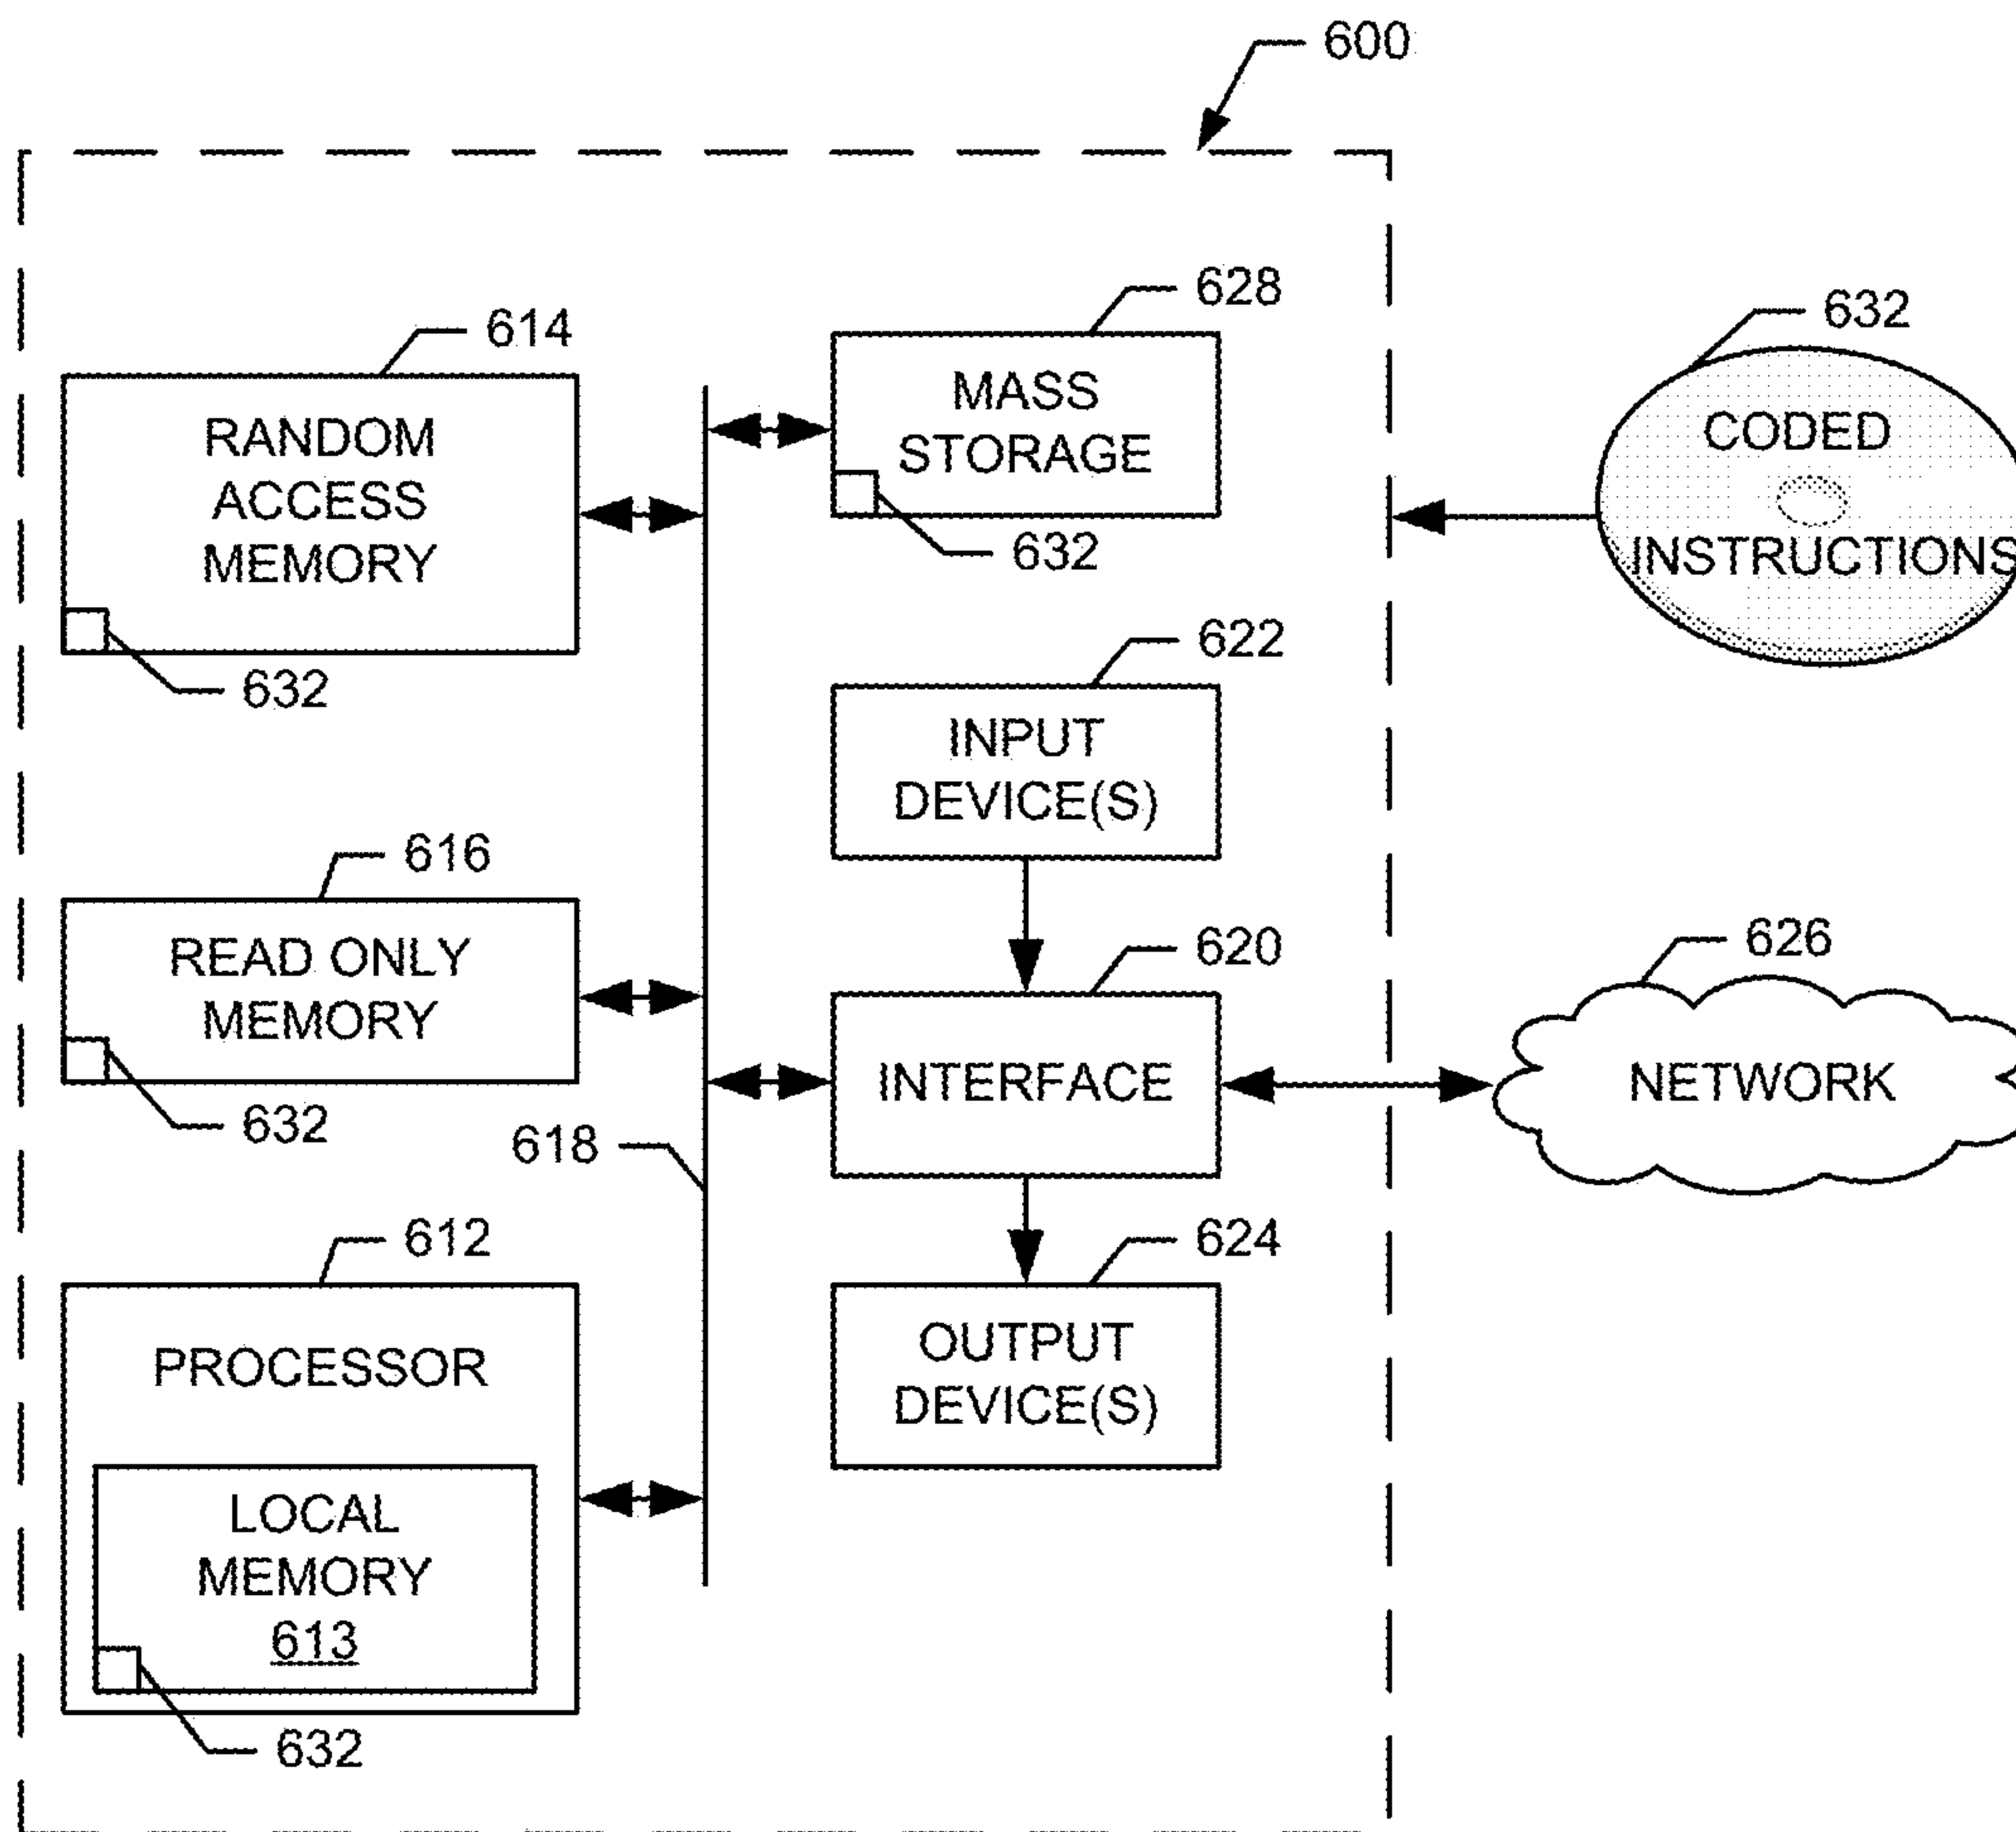 600
614
RANDOM
ACCESS
MEMORY
632
628
MASS
STORAGE
632
632
CODED
INSTRUCTIONS
622
INPUT
DEVICE(S)
616
READ ONLY
MEMORY
632
620
INTERFACE
626
NETWORK
618
612
PROCESSOR
LOCAL
MEMORY
613
632
624
OUTPUT
DEVICE(S)